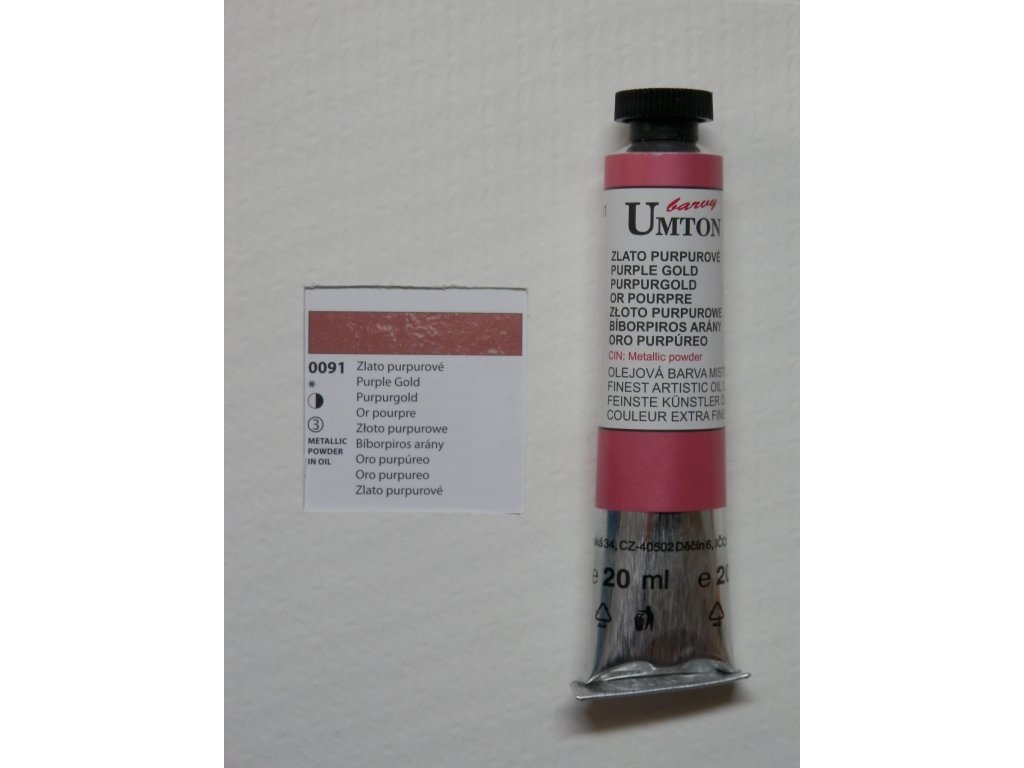 0091 Zlato purpurové
* Purple Gold
Purpurgold
Or pourpre
③ Złoto purpurowe
METALLIC Bíborpiros arány
POWDER Oro purpúreo
IN OIL Oro purpureo
Zlato purpurové
barvy
UMTON
ZLATO PURPUROVÉ
PURPLE GOLD
PURPURGOLD
OR POURPRE
ZŁOTO PURPUROWE
BÍBORPIROS ARÁNY
ORO PURPÚREO
CIN: Metallic powder
OLEJOVÁ BARVA
FINEST ARTISTIC OIL
FEINSTE KÜNSTLER
COULEUR EXTRA FINE
34, CZ-40502 Děčín 6,
e 20 ml e